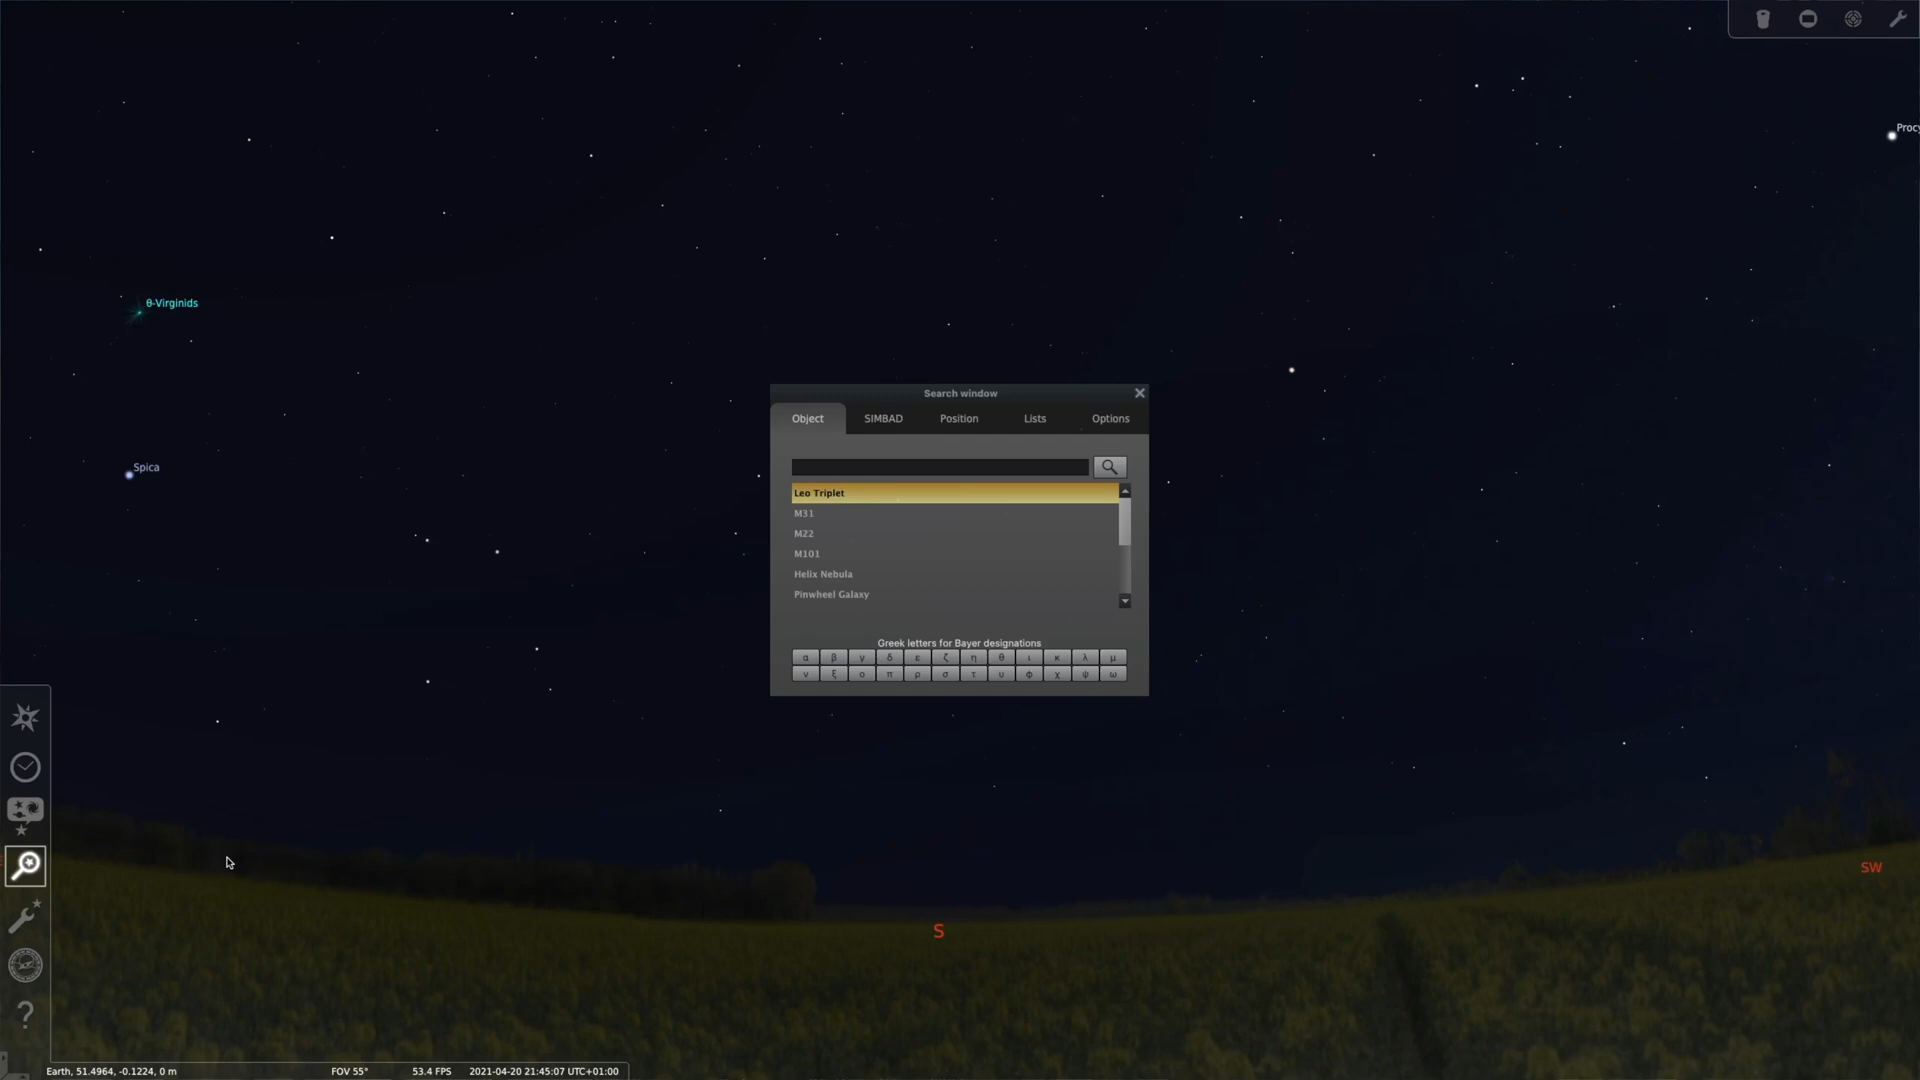 Procy
θ-Virginids
Spica
Search window
Object SIMBAD Position Lists Options
Leo Triplet
M31
M22
M101
Helix Nebula
Pinwheel Galaxy
Greek letters for Bayer designations
α β γ δ ε ζ η θ ι κ λ μ
ν ξ ο π ρ σ τ υ φ χ ψ ω
SW
S
Earth, 51.4964, -0.1224, 0 m FOV 55° 53.4 FPS 2021-04-20 21:45:07 UTC+01:00